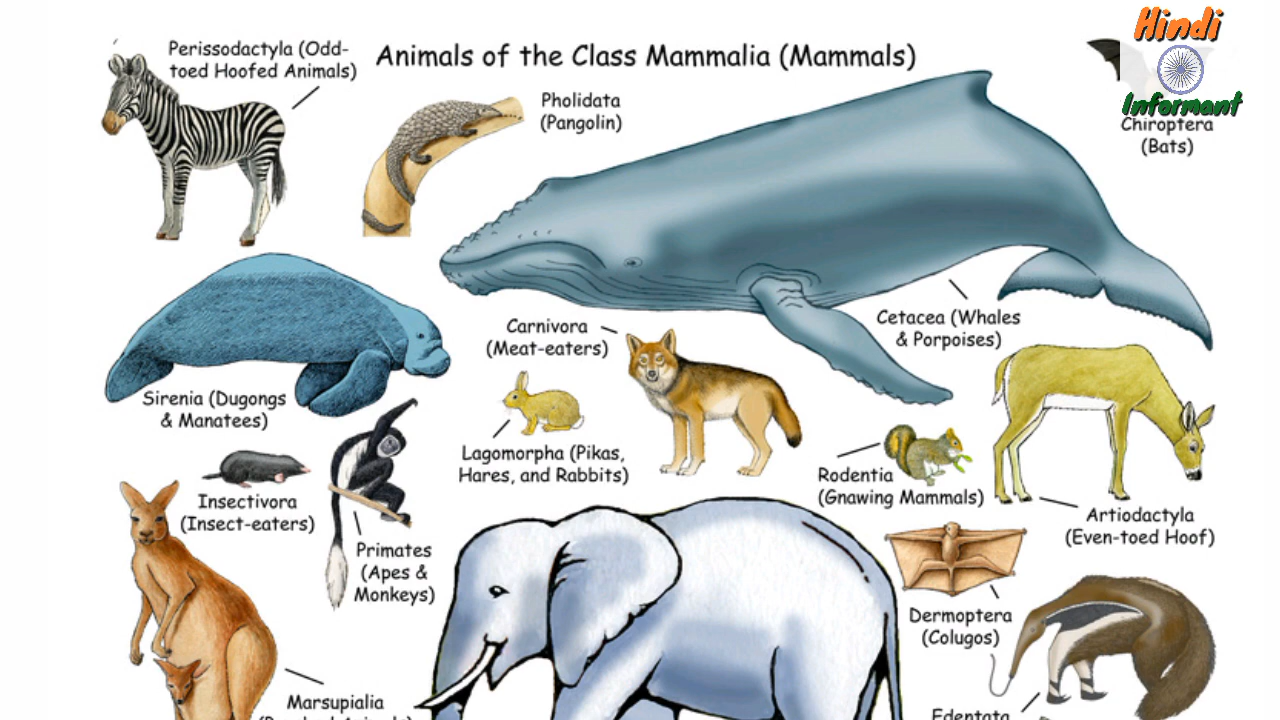 Hindi
Informant
Animals of the Class Mammalia (Mammals)
Perissodactyla (Odd-
toed Hoofed Animals)
Pholidata
(Pangolin)
Chiroptera
(Bats)
Cetacea (Whales
& Porpoises)
Carnivora
(Meat-eaters)
Sirenia (Dugongs
& Manatees)
Lagomorpha (Pikas,
Hares, and Rabbits)
Rodentia
(Gnawing Mammals)
Insectivora
(Insect-eaters)
Artiodactyla
(Even-toed Hoof)
Primates
(Apes &
Monkeys)
Dermoptera
(Colugos)
Marsupialia
Edentata